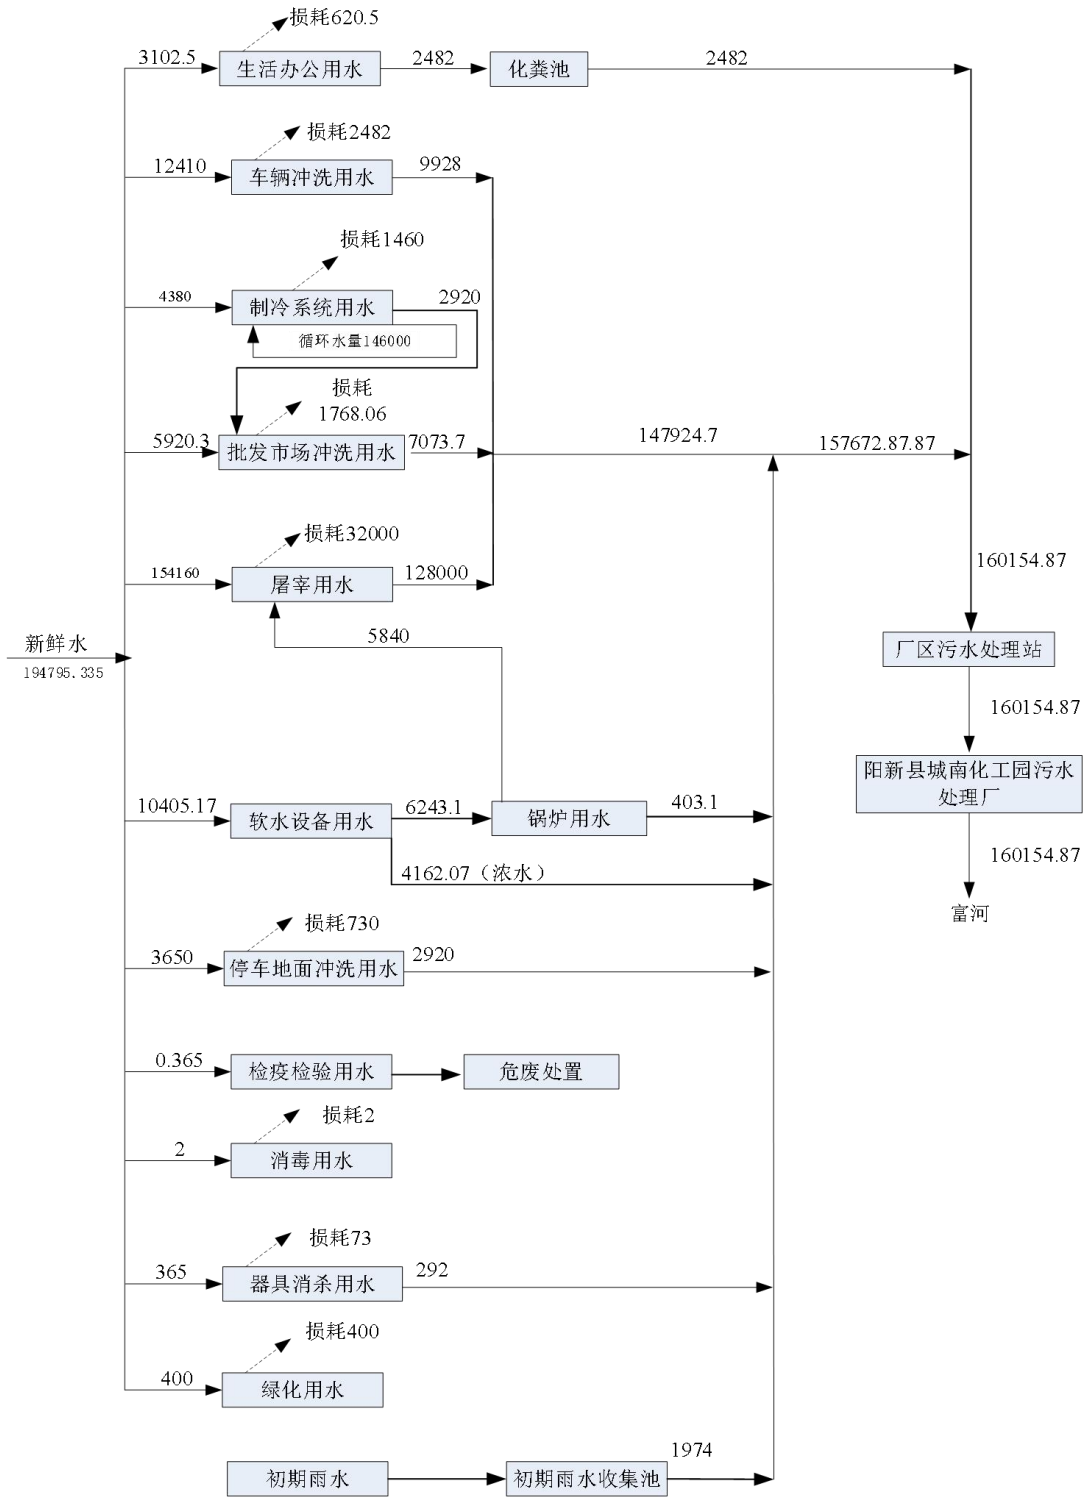 损耗620.5
3102.5
生活办公用水
2482
化粪池
2482
损耗2482
12410
车辆冲洗用水
9928
损耗1460
4380
制冷系统用水
2920
循环水量146000
损耗
1768.06
5920.3
批发市场冲洗用水
7073.7
147924.7
157672.87.87
损耗32000
154160
屠宰用水
128000
160154.87
5840
新鲜水
194795.335
厂区污水处理站
160154.87
阳新县城南化工园污水
处理厂
10405.17
软水设备用水
6243.1
锅炉用水
403.1
160154.87
4162.07（浓水）
富河
损耗730
3650
停车地面冲洗用水
2920
0.365
检疫检验用水
危废处置
损耗2
2
消毒用水
损耗73
365
器具消杀用水
292
损耗400
400
绿化用水
1974
初期雨水
初期雨水收集池